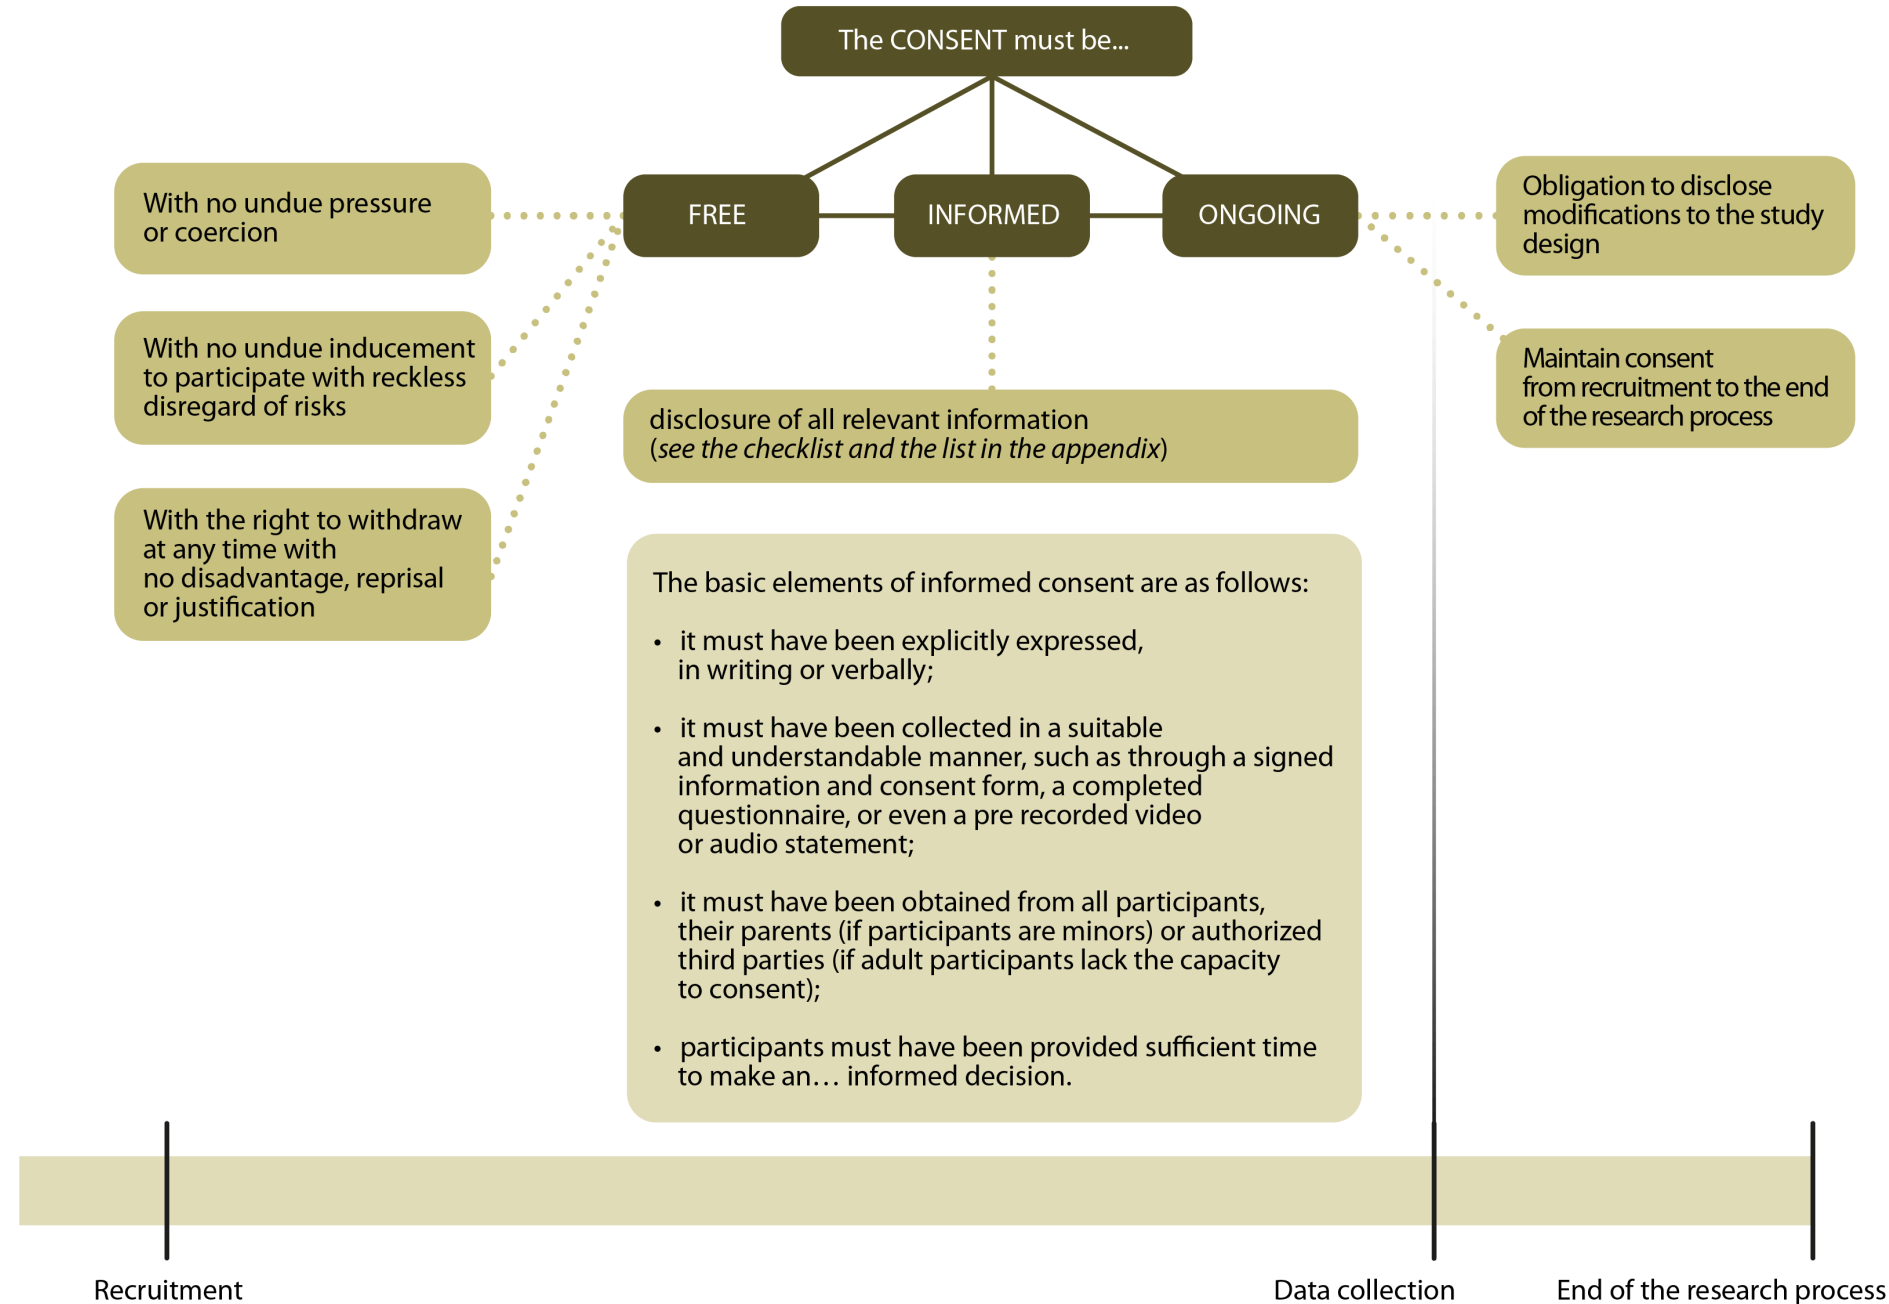 The CONSENT must be...
FREE
INFORMED
ONGOING
With no undue pressure
or coercion
With no undue inducement
to participate with reckless
disregard of risks
With the right to withdraw
at any time with
no disadvantage, reprisal
or justification
disclosure of all relevant information
(see the checklist and the list in the appendix)
Obligation to disclose
modifications to the study
design
Maintain consent
from recruitment to the end
of the research process
The basic elements of informed consent are as follows:
• it must have been explicitly expressed,
in writing or verbally;
• it must have been collected in a suitable
and understandable manner, such as through a signed
information and consent form, a completed
questionnaire, or even a pre recorded video
or audio statement;
• it must have been obtained from all participants,
their parents (if participants are minors) or authorized
third parties (if adult participants lack the capacity
to consent);
• participants must have been provided sufficient time
to make an… informed decision.
Recruitment
Data collection
End of the research process